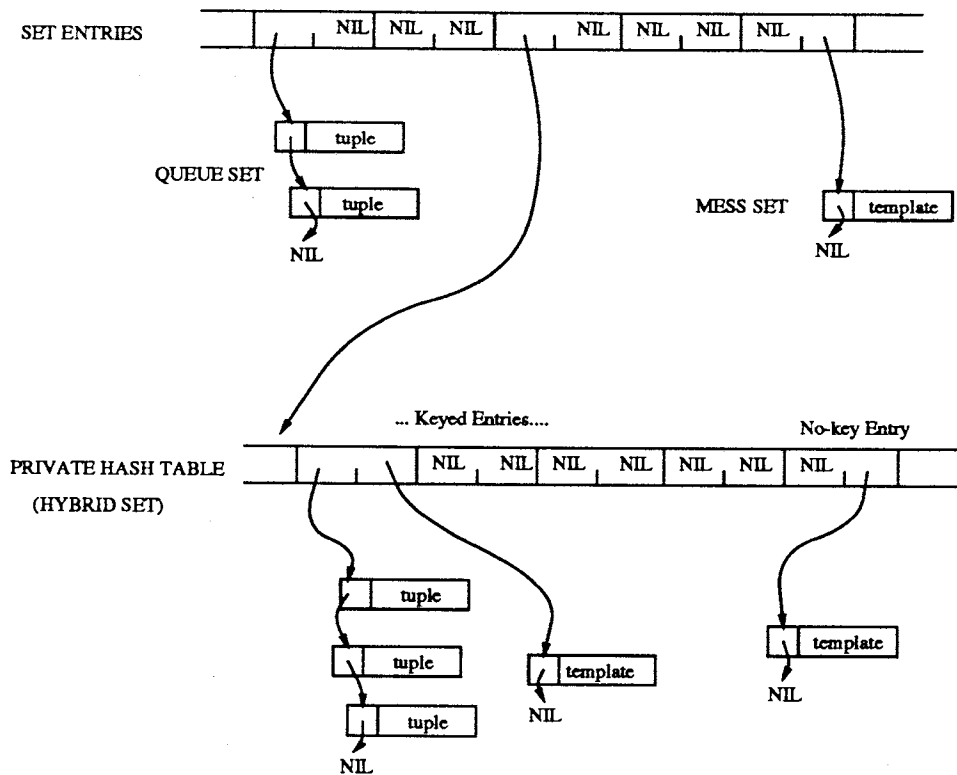 SET ENTRIES
NIL NIL NIL NIL NIL NIL NIL
tuple
QUEUE SET
tuple
NIL
MESS SET
template
NIL
... Keyed Entries....
No-key Entry
PRIVATE HASH TABLE
(HYBRID SET)
NIL NIL NIL NIL NIL NIL NIL
tuple
tuple
tuple
NIL
template
NIL
template
NIL